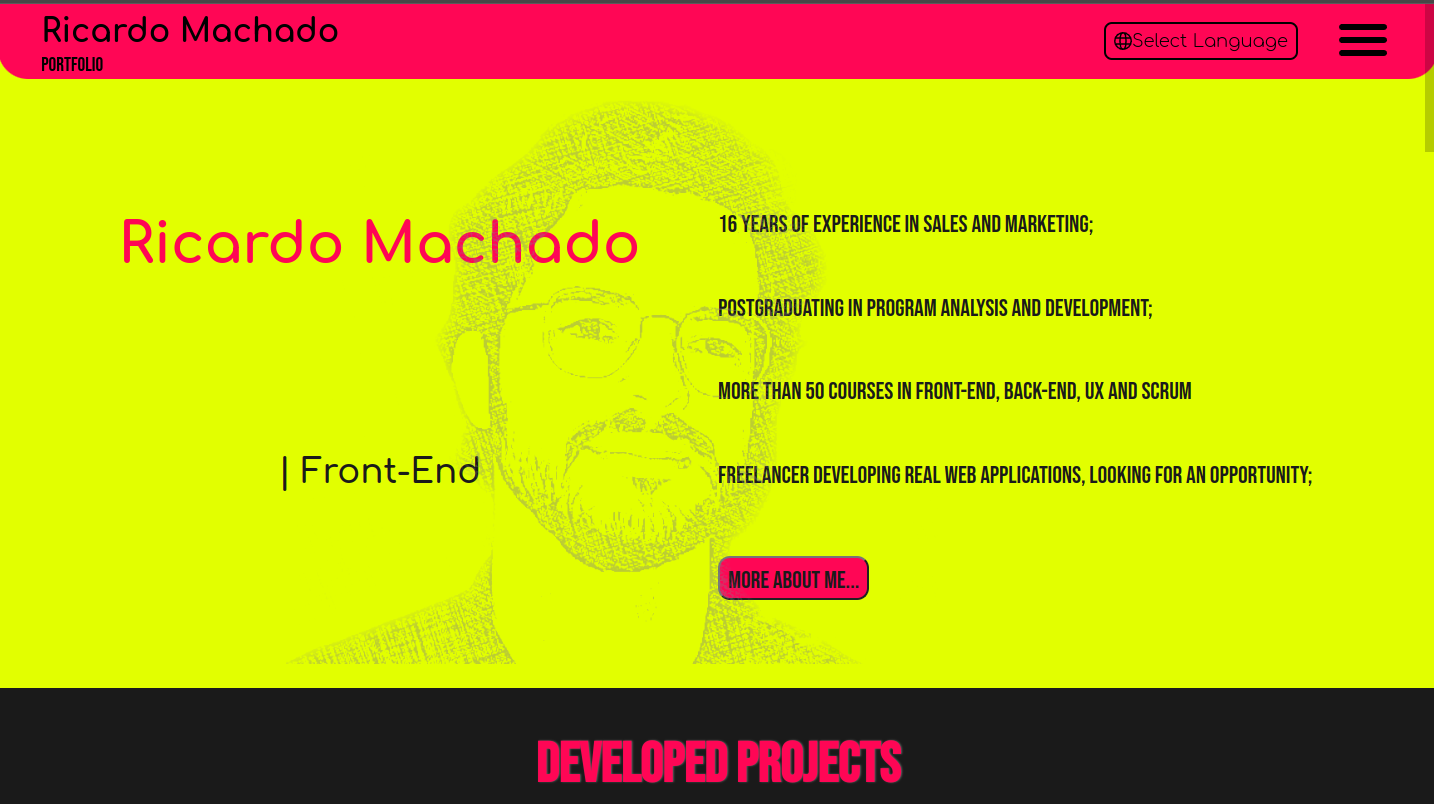 Ricardo Machado
PORTFOLIO
Select Language
Ricardo Machado
| Front-End
16 YEARS OF EXPERIENCE IN SALES AND MARKETING;
POSTGRADUATING IN PROGRAM ANALYSIS AND DEVELOPMENT;
MORE THAN 50 COURSES IN FRONT-END, BACK-END, UX AND SCRUM
FREELANCER DEVELOPING REAL WEB APPLICATIONS, LOOKING FOR AN OPPORTUNITY;
MORE ABOUT ME...
DEVELOPED PROJECTS